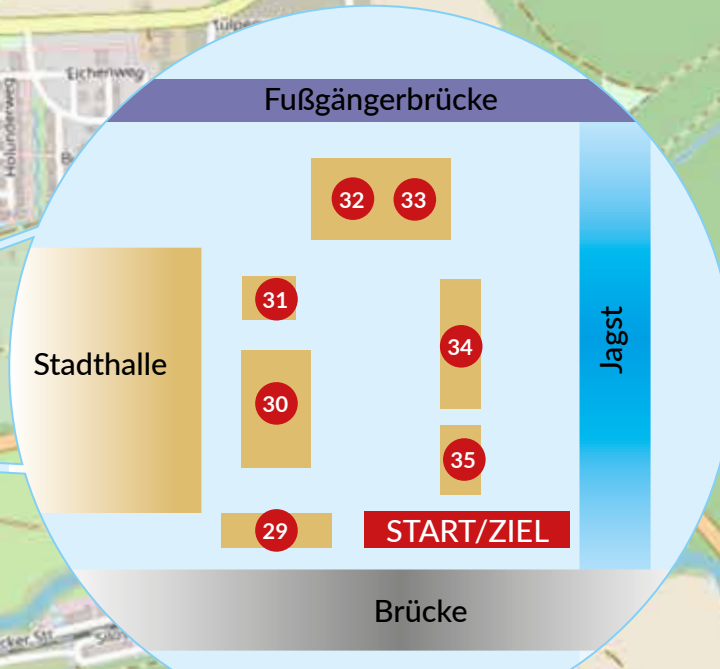 Eichenweg
Holunderweg
Fußgängerbrücke
32
33
31
Stadthalle
34
Jagst
30
35
29
START/ZIEL
Brücke